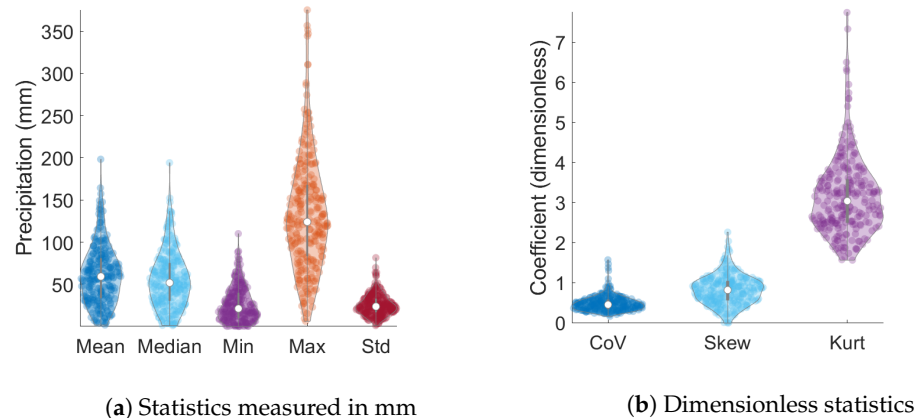 350
300
250
200
150
100
50
Precipitation (mm)
Mean Median Min Max Std
(a) Statistics measured in mm
7
6
5
4
3
2
1
0
Coefficient (dimensionless)
CoV Skew Kurt
(b) Dimensionless statistics